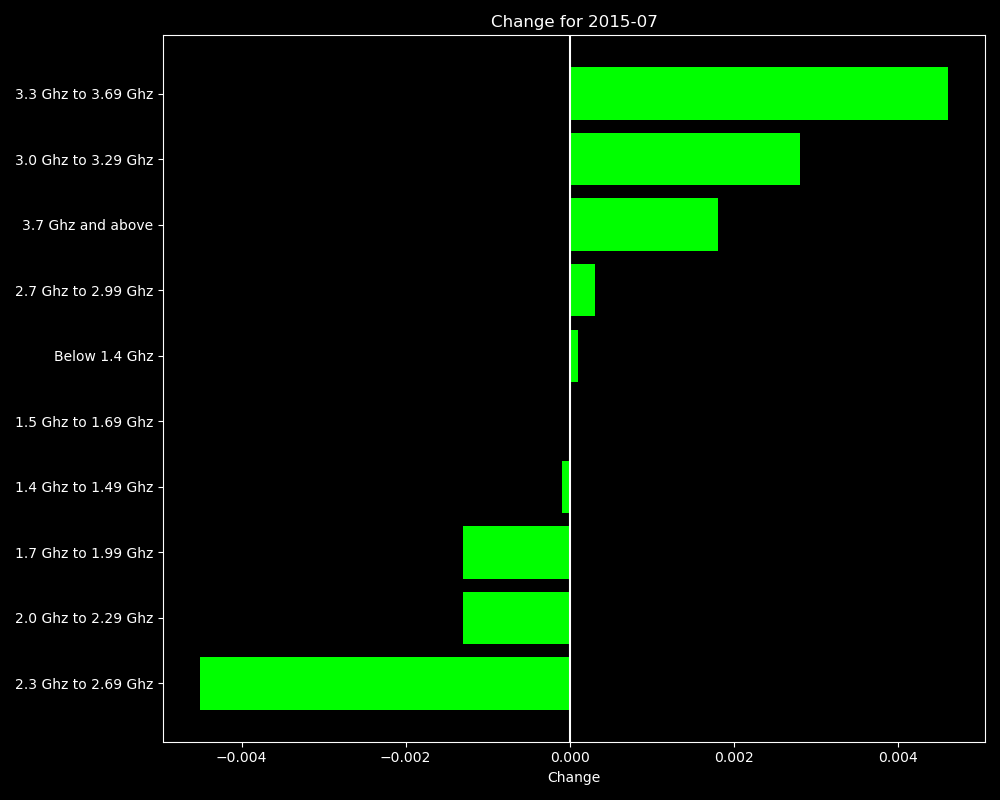 Change for 2015-07
3.3 Ghz to 3.69 Ghz
3.0 Ghz to 3.29 Ghz
3.7 Ghz and above
2.7 Ghz to 2.99 Ghz
Below 1.4 Ghz
1.5 Ghz to 1.69 Ghz
1.4 Ghz to 1.49 Ghz
1.7 Ghz to 1.99 Ghz
2.0 Ghz to 2.29 Ghz
2.3 Ghz to 2.69 Ghz
−0.004 −0.002 0.000 0.002 0.004
Change